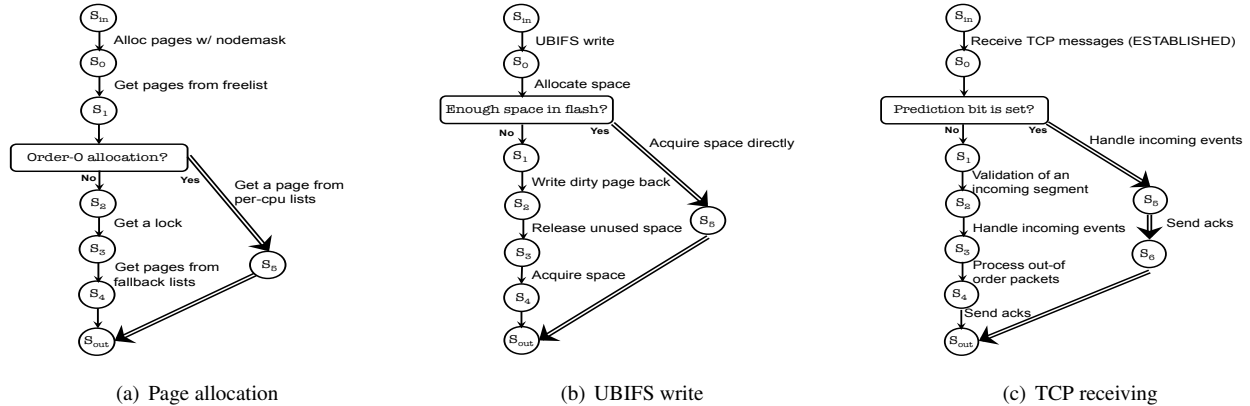 S_in
Alloc pages w/ nodemask
S_0
Get pages from freelist
S_1
Order-0 allocation?
No
Yes
S_2
Get a page from
per-cpu lists
Get a lock
S_3
S_5
Get pages from
fallback lists
S_4
S_out
(a) Page allocation
S_in
UBIFS write
S_0
Allocate space
Enough space in flash?
No
Yes
Acquire space directly
S_1
Write dirty page back
S_2
S_5
Release unused space
S_3
Acquire space
S_4
S_out
(b) UBIFS write
S_in
Receive TCP messages (ESTABLISHED)
S_0
Prediction bit is set?
No
Yes
Handle incoming events
S_1
Validation of an
incoming segment
S_2
S_5
Send acks
Handle incoming events
S_3
S_6
Process out-of
order packets
S_4
Send acks
S_out
(c) TCP receiving